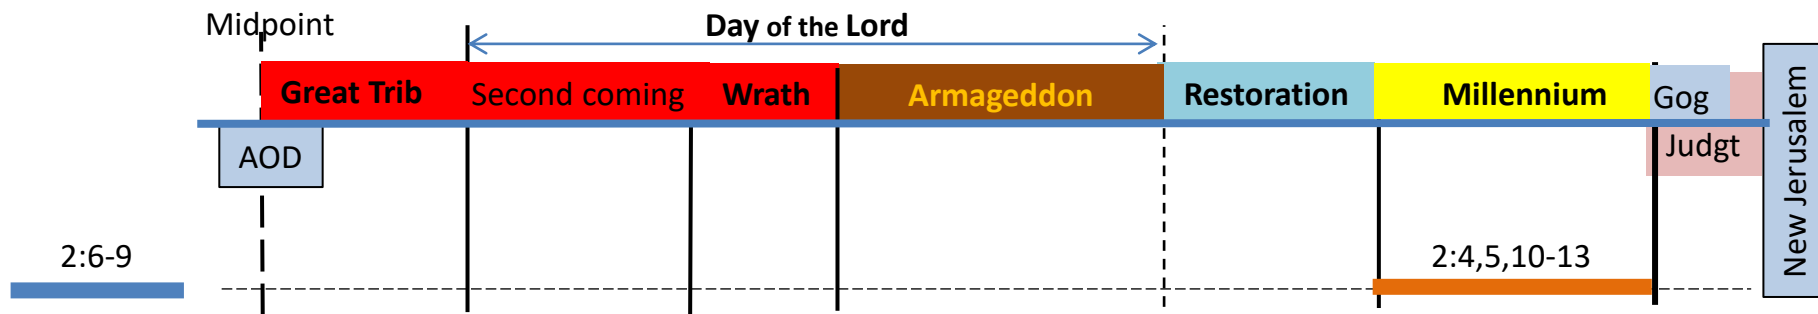 Midpoint
Day of the Lord
Great Trib
Second coming
Wrath
Armageddon
Restoration
Millennium
Gog
AOD
Judgt
New Jerusalem
2:6-9
2:4,5,10-13